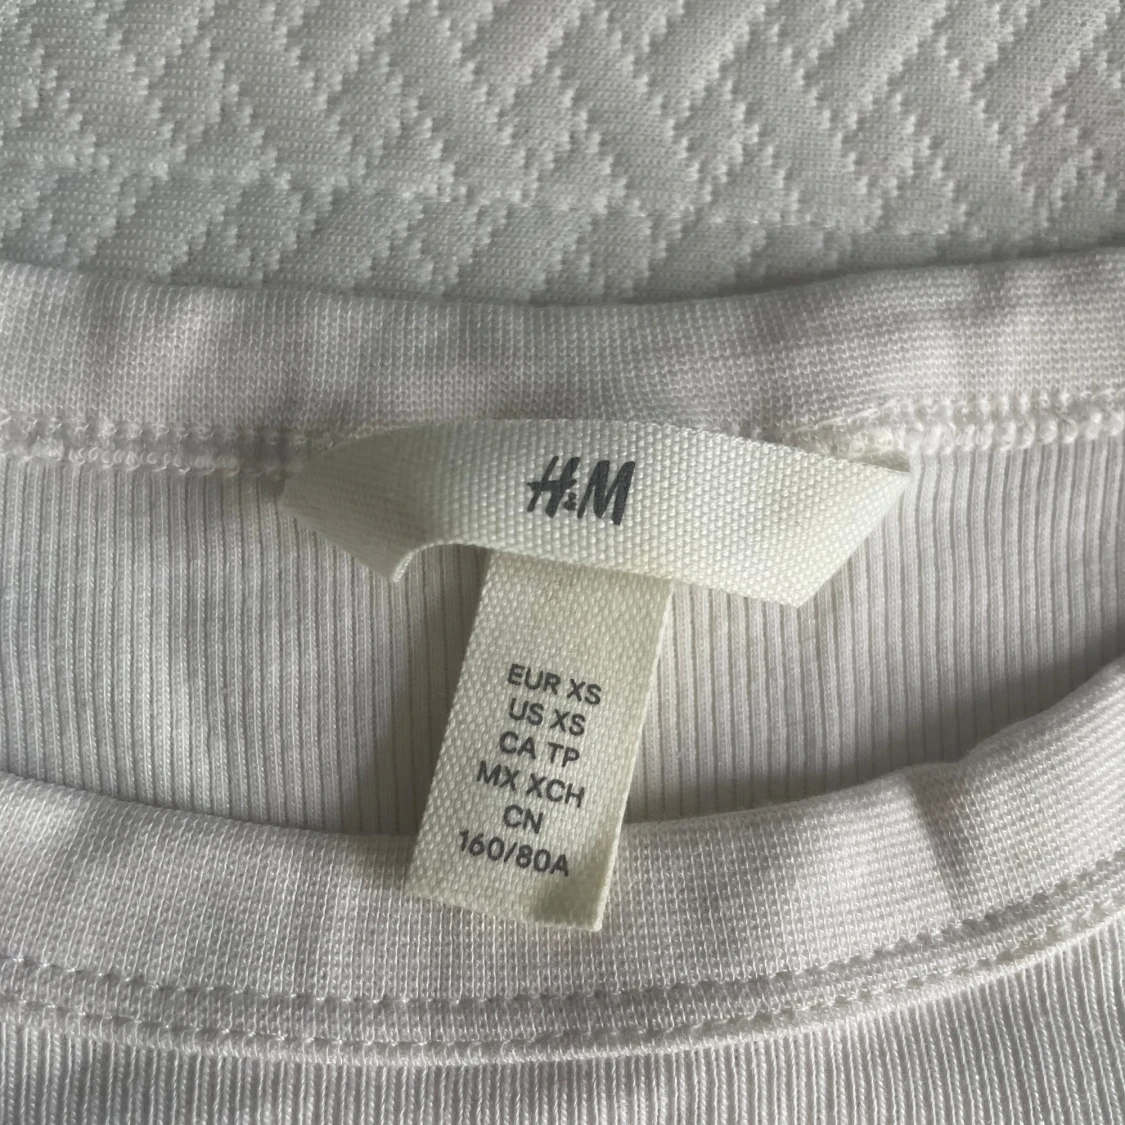 H&M
EUR XS
US XS
CA TP
MX XCH
CN
160/80A